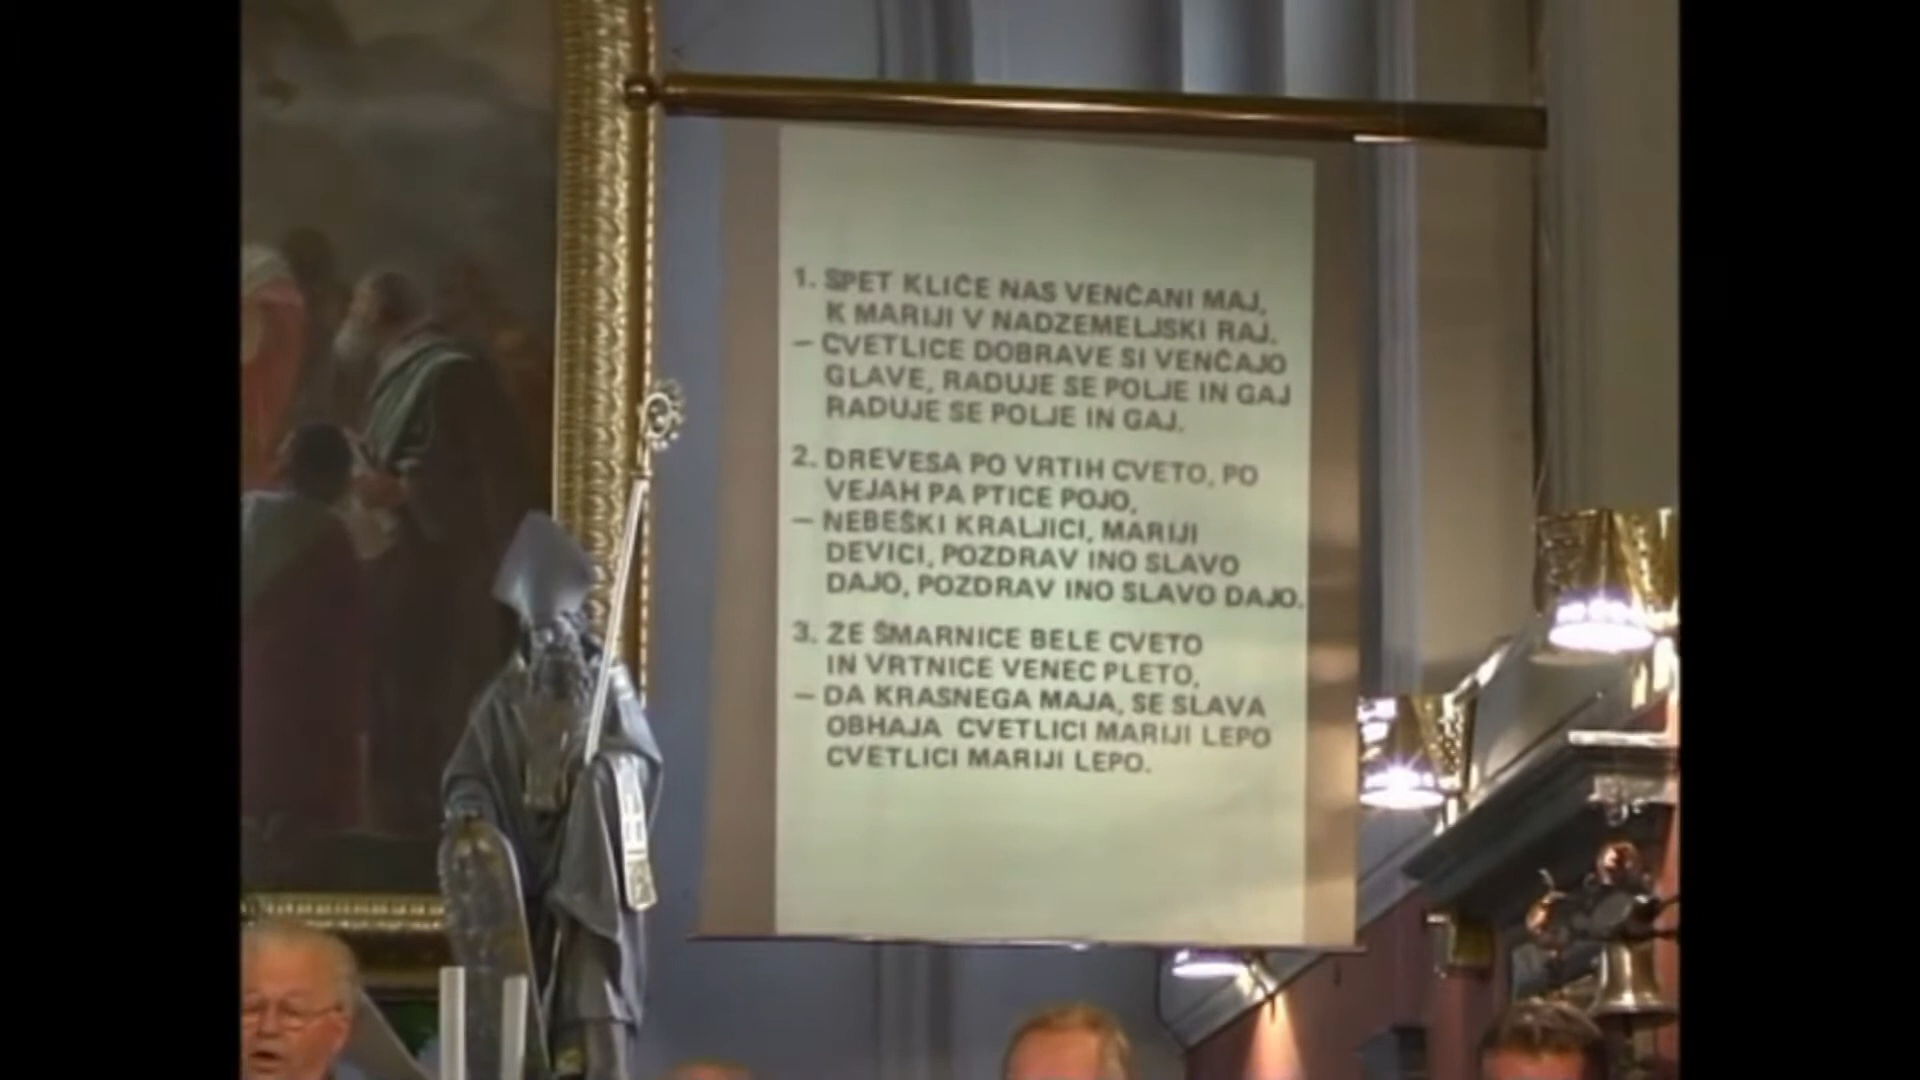 1. SPET KLIČE NAS VENČANI MAJ,
K MARIJI V NADZEMELJSKI RAJ.
– CVETLICE DOBRAVE SI VENČAJO
GLAVE, RADUJE SE POLJE IN GAJ
RADUJE SE POLJE IN GAJ.
2. DREVESA PO VRTIH CVETO, PO
VEJAH PA PTICE POJO,
– NEBEŠKI KRALJICI, MARIJI
DEVICI, POZDRAV INO SLAVO
DAJO, POZDRAV INO SLAVO DAJO.
3. ŽE ŠMARNICE BELE CVETO
IN VRTNICE VENEC PLETO,
– DA KRASNEGA MAJA, SE SLAVA
OBHAJA CVETLICI MARIJI LEPO
CVETLICI MARIJI LEPO.